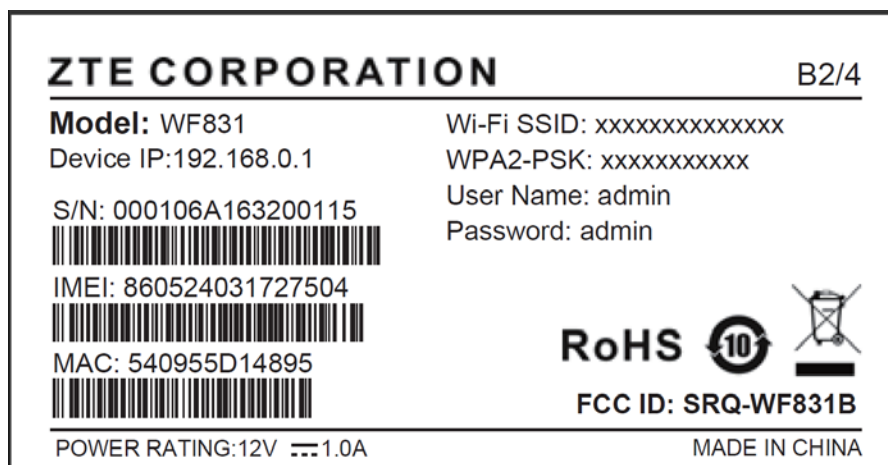 ZTE CORPORATION
B2/4
Model: WF831
Device IP:192.168.0.1
S/N: 000106A163200115
IMEI: 860524031727504
MAC: 540955D14895
Wi-Fi SSID: xxxxxxxxxxxxxx
WPA2-PSK: xxxxxxxxxxx
User Name: admin
Password: admin
RoHS
10
FCC ID: SRQ-WF831B
POWER RATING:12V ⎓1.0A
MADE IN CHINA